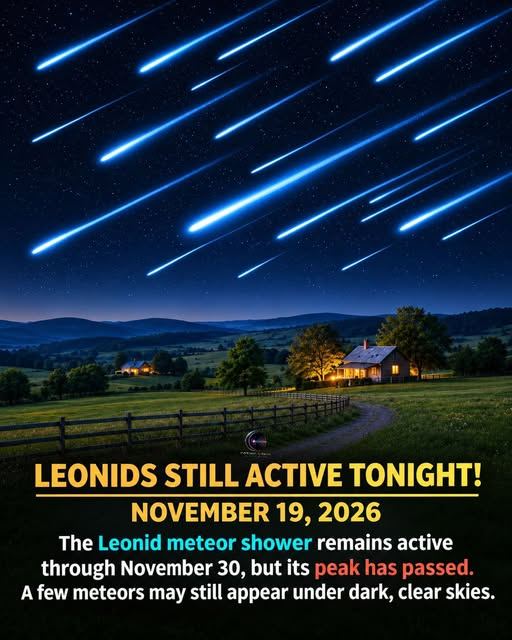 LEONIDS STILL ACTIVE TONIGHT!
NOVEMBER 19, 2026
The Leonid meteor shower remains active
through November 30, but its peak has passed.
A few meteors may still appear under dark, clear skies.